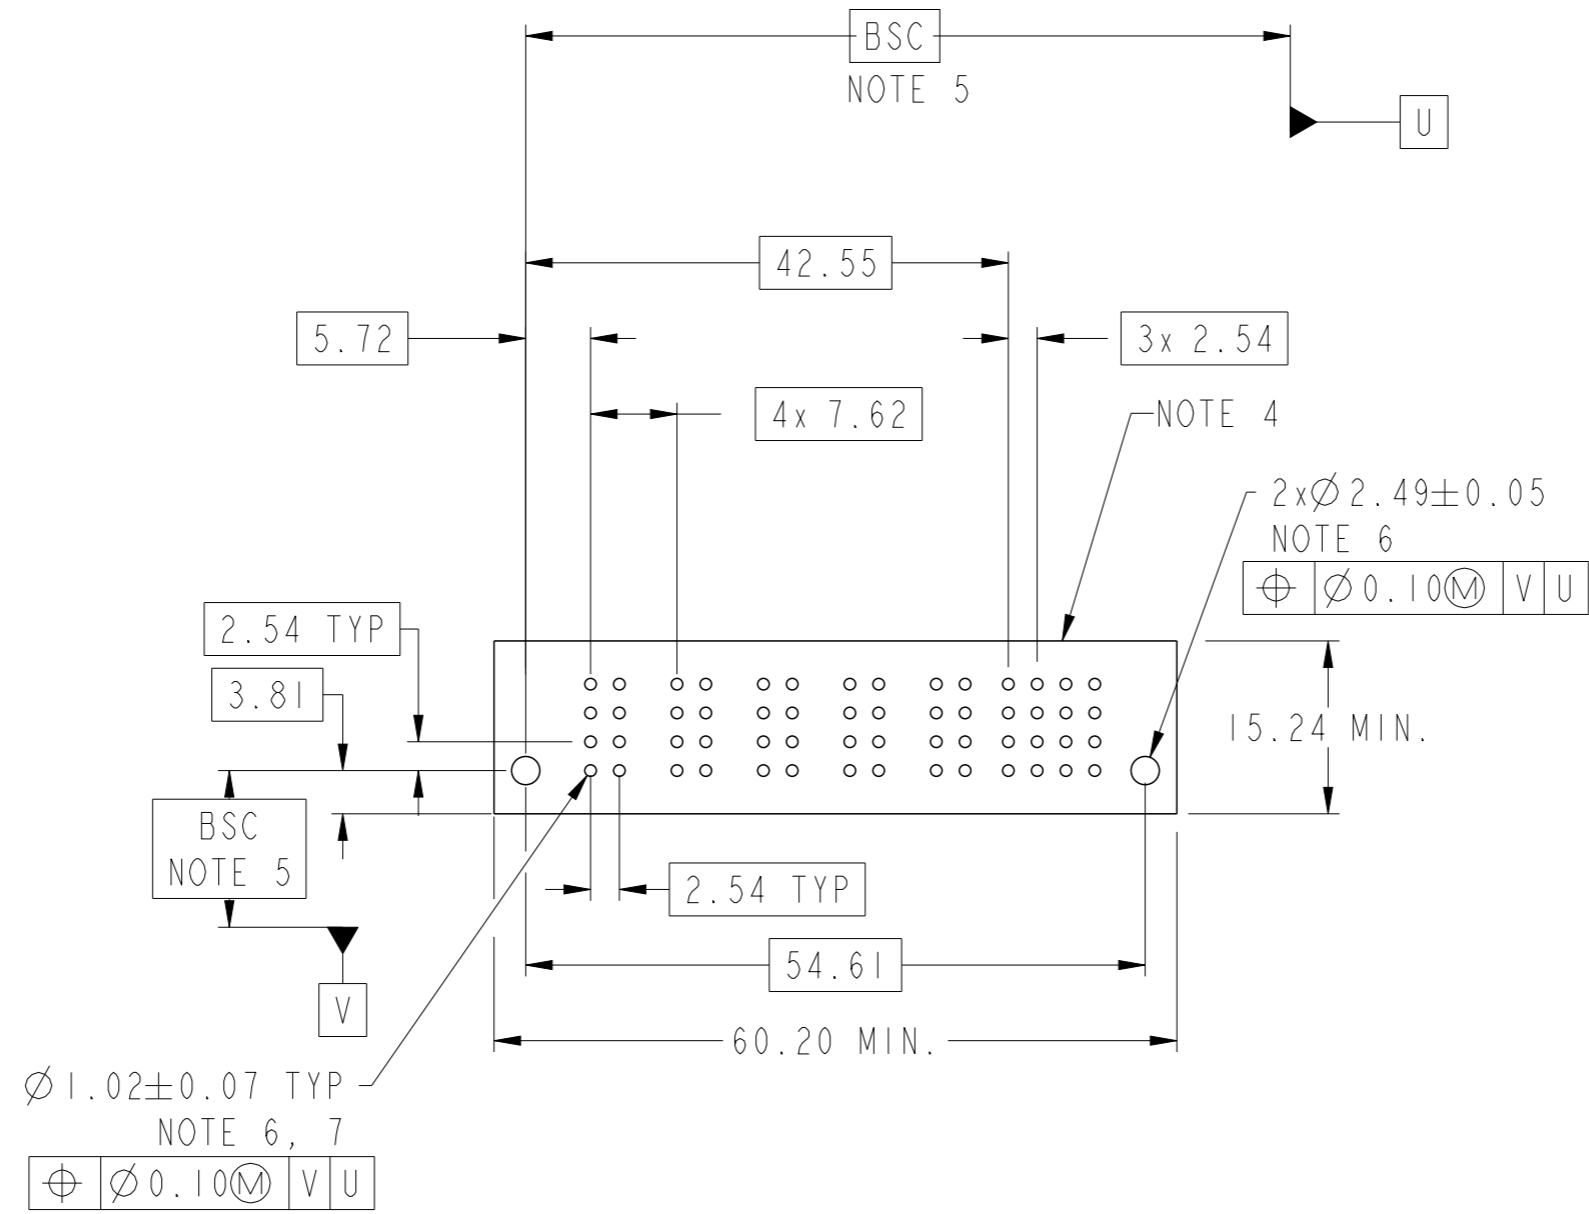 BSC
NOTE 5
U
42.55
5.72
3x 2.54
4x 7.62
NOTE 4
2x∅2.49±0.05
NOTE 6
⌖ ∅0.10Ⓜ V U
2.54 TYP
3.81
15.24 MIN.
BSC
NOTE 5
2.54 TYP
54.61
V
60.20 MIN.
∅1.02±0.07 TYP
NOTE 6, 7
⌖ ∅0.10Ⓜ V U